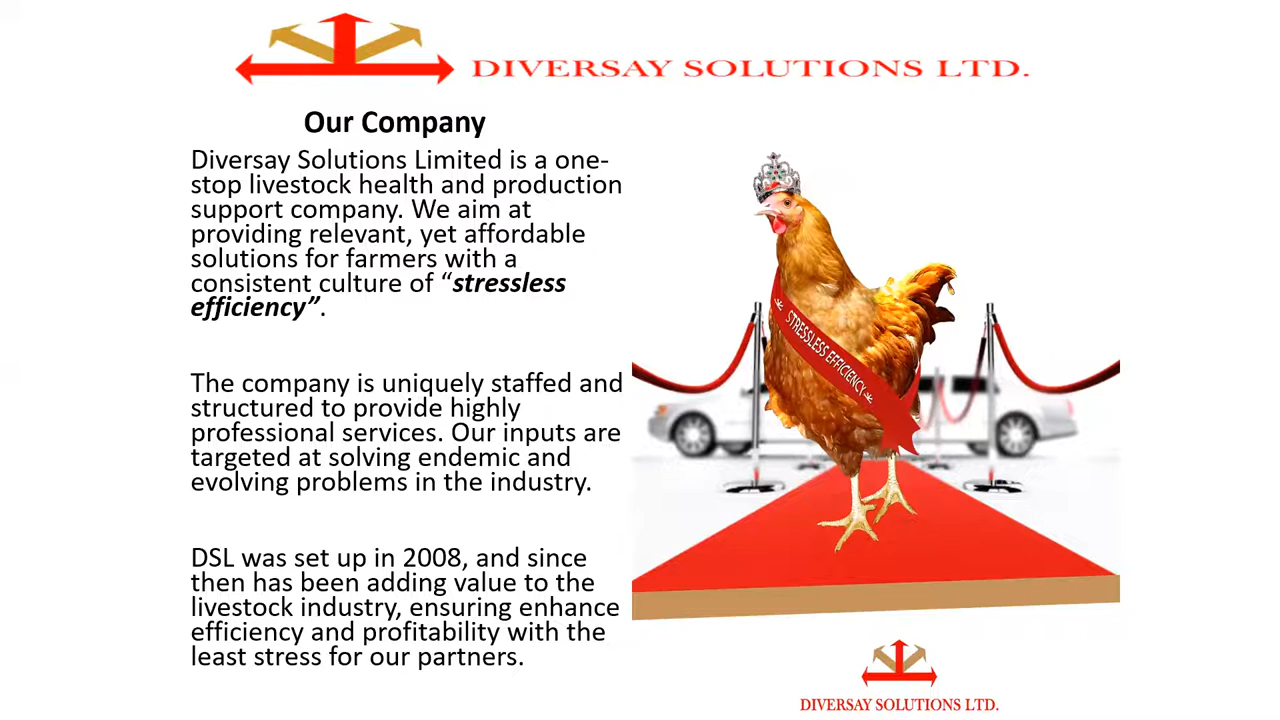 DIVERSAY SOLUTIONS LTD.
Our Company
Diversay Solutions Limited is a one-
stop livestock health and production
support company. We aim at
providing relevant, yet affordable
solutions for farmers with a
consistent culture of “stressless
efficiency”.
The company is uniquely staffed and
structured to provide highly
professional services. Our inputs are
targeted at solving endemic and
evolving problems in the industry.
DSL was set up in 2008, and since
then has been adding value to the
livestock industry, ensuring enhance
efficiency and profitability with the
least stress for our partners.
STRESSLESS EFFICIENCY
DIVERSAY SOLUTIONS LTD.